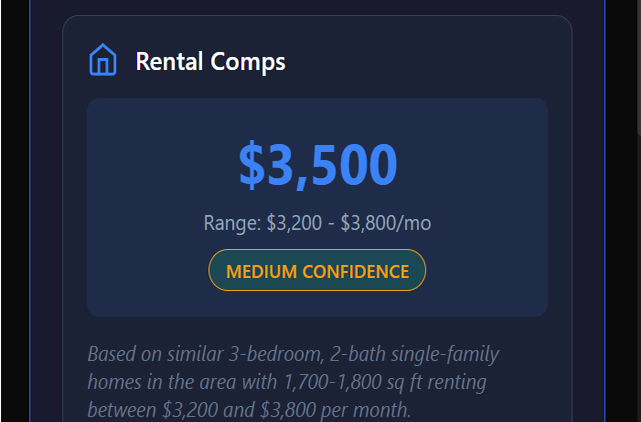 Rental Comps
$3,500
Range: $3,200 - $3,800/mo
MEDIUM CONFIDENCE
Based on similar 3-bedroom, 2-bath single-family
homes in the area with 1,700-1,800 sq ft renting
between $3,200 and $3,800 per month.